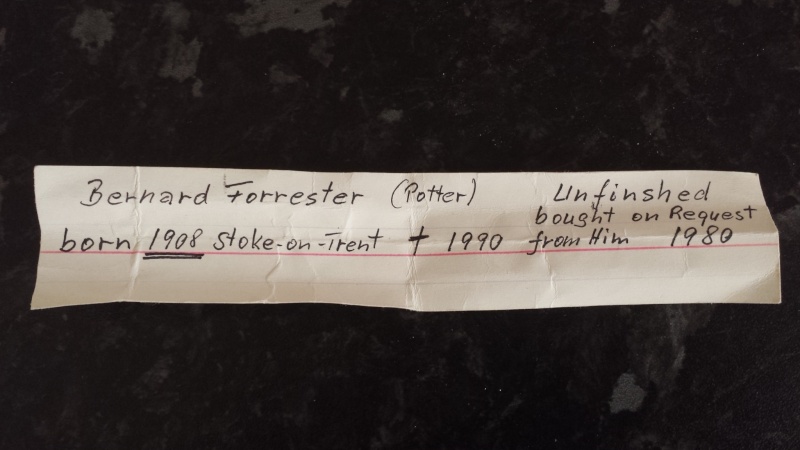 Bernard Forrester (Potter) Unfinshed
bought on Request
born 1908 Stoke-on-Trent † 1990 from Him 1980